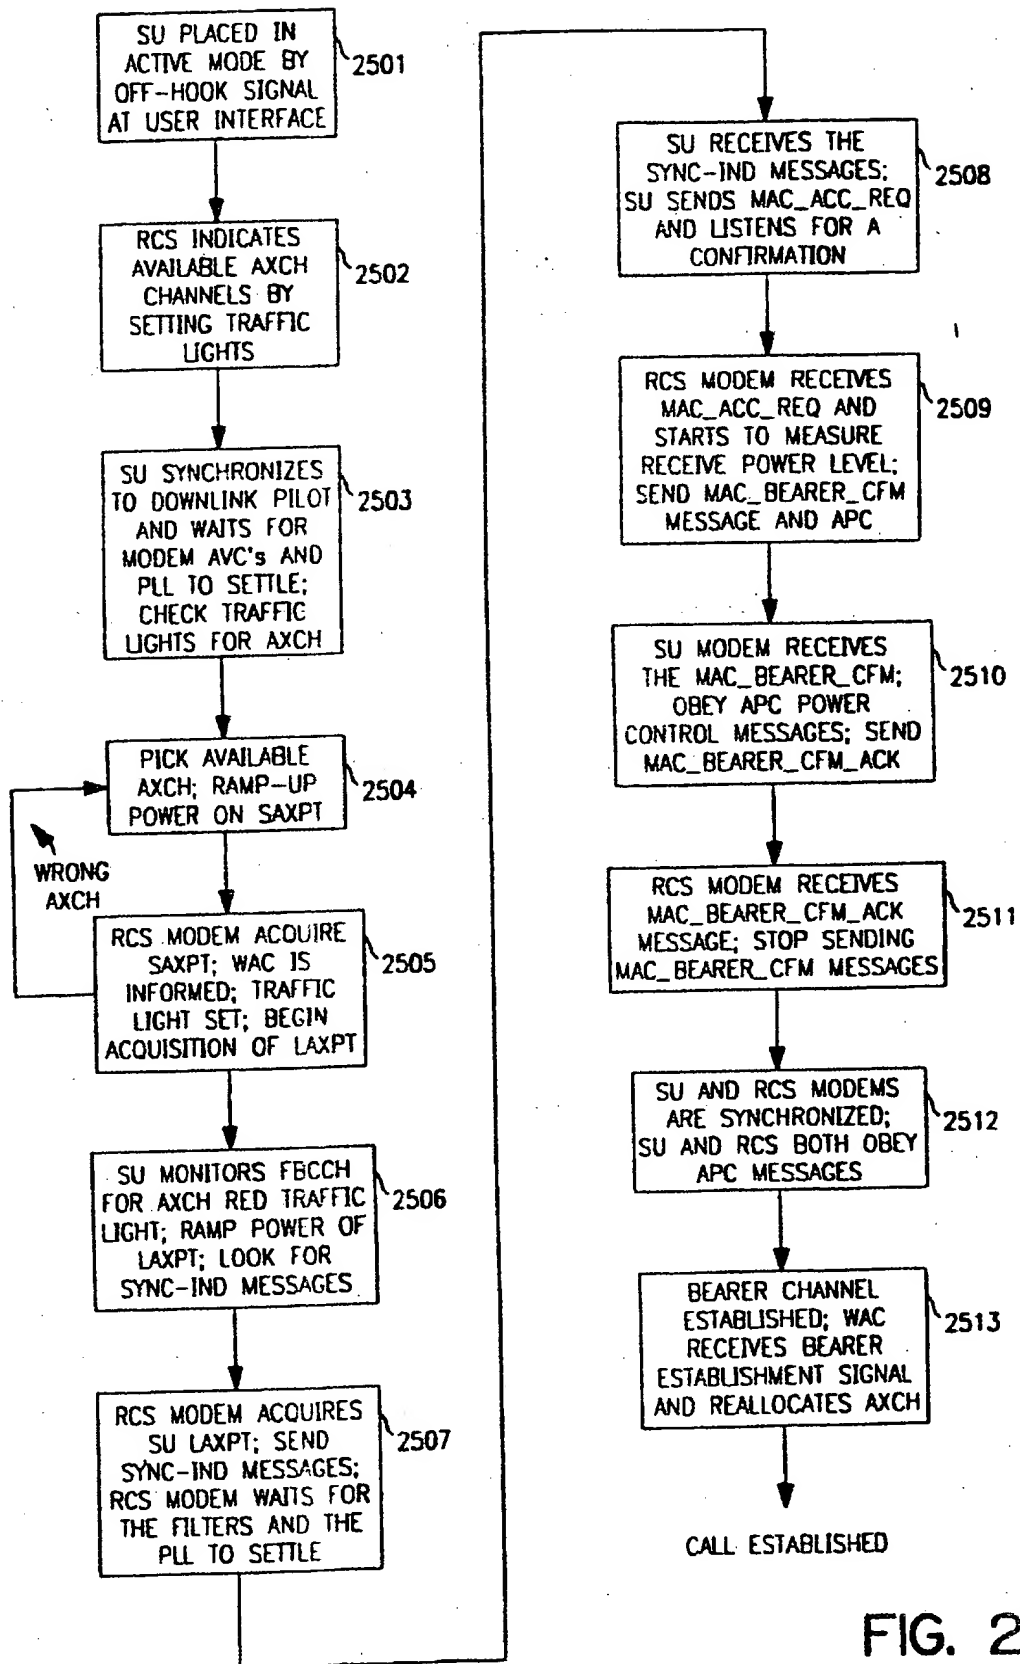 SU PLACED IN
ACTIVE MODE BY
OFF-HOOK SIGNAL
AT USER INTERFACE
2501
RCS INDICATES
AVAILABLE AXCH
CHANNELS BY
SETTING TRAFFIC
LIGHTS
2502
SU SYNCHRONIZES
TO DOWNLINK PILOT
AND WAITS FOR
MODEM AVC's AND
PLL TO SETTLE;
CHECK TRAFFIC
LIGHTS FOR AXCH
2503
PICK AVAILABLE
AXCH; RAMP-UP
POWER ON SAXPT
2504
WRONG
AXCH
RCS MODEM ACQUIRE
SAXPT; WAC IS
INFORMED; TRAFFIC
LIGHT SET; BEGIN
ACQUISITION OF LAXPT
2505
SU MONITORS FBCCH
FOR AXCH RED TRAFFIC
LIGHT; RAMP POWER OF
LAXPT; LOOK FOR
SYNC-IND MESSAGES
2506
RCS MODEM ACQUIRES
SU LAXPT; SEND
SYNC-IND MESSAGES;
RCS MODEM WAITS FOR
THE FILTERS AND THE
PLL TO SETTLE
2507
SU RECEIVES THE
SYNC-IND MESSAGES;
SU SENDS MAC_ACC_REQ
AND LISTENS FOR A
CONFIRMATION
2508
RCS MODEM RECEIVES
MAC_ACC_REQ AND
STARTS TO MEASURE
RECEIVE POWER LEVEL;
SEND MAC_BEARER_CFM
MESSAGE AND APC
2509
SU MODEM RECEIVES
THE MAC_BEARER_CFM;
OBEY APC POWER
CONTROL MESSAGES; SEND
MAC_BEARER_CFM_ACK
2510
RCS MODEM RECEIVES
MAC_BEARER_CFM_ACK
MESSAGE; STOP SENDING
MAC_BEARER_CFM MESSAGES
2511
SU AND RCS MODEMS
ARE SYNCHRONIZED;
SU AND RCS BOTH OBEY
APC MESSAGES
2512
BEARER CHANNEL
ESTABLISHED; WAC
RECEIVES BEARER
ESTABLISHMENT SIGNAL
AND REALLOCATES AXCH
2513
CALL ESTABLISHED
FIG. 2